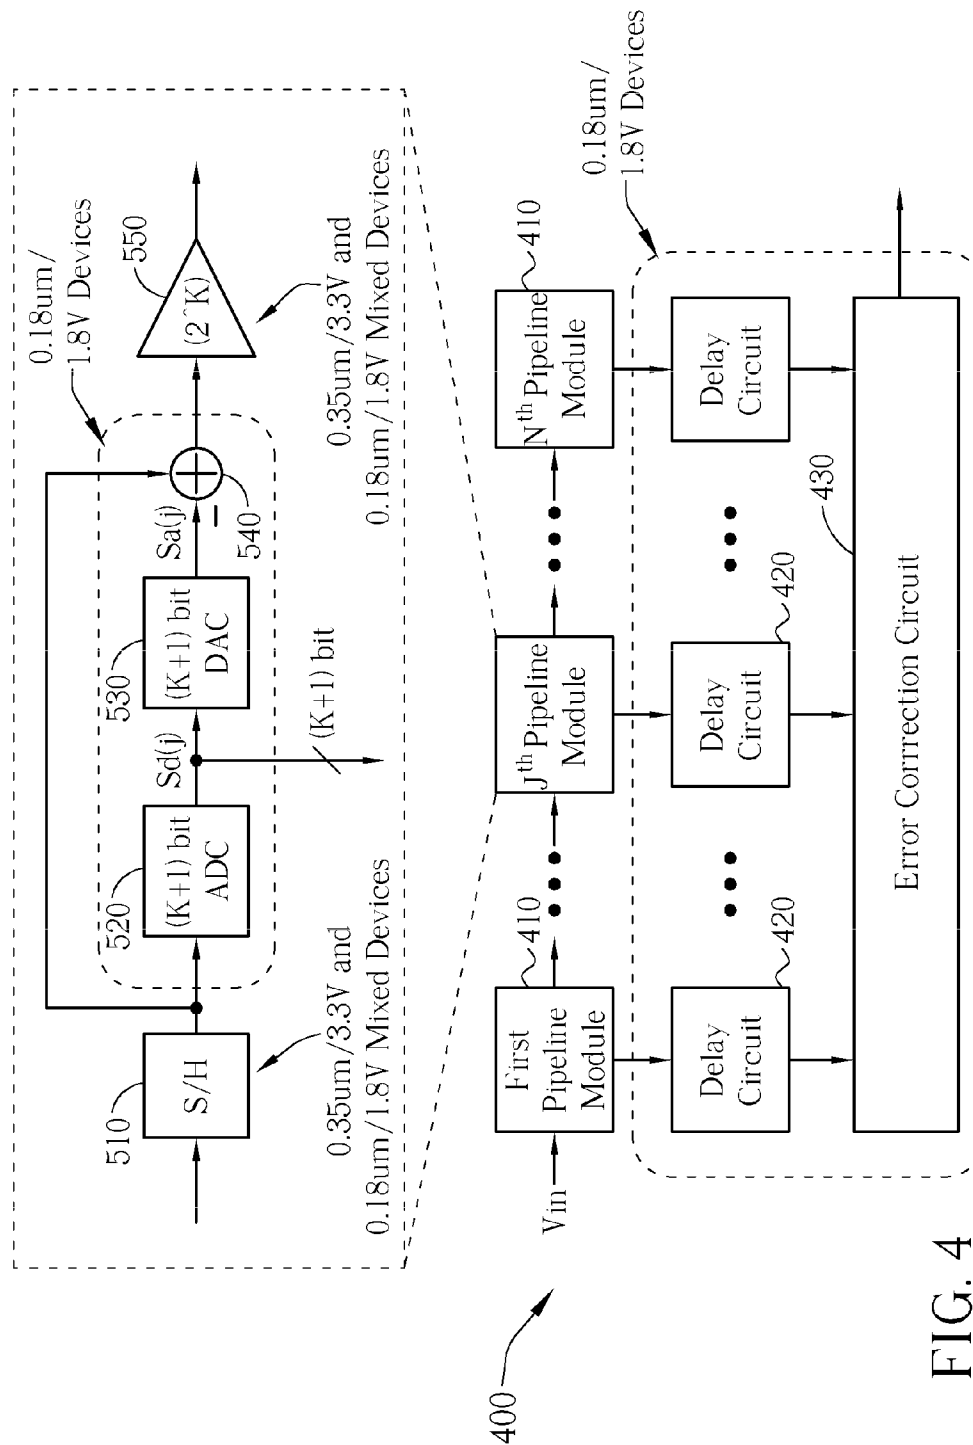 0.18um/
1.8V Devices
510
S/H
520
(K+1) bit
ADC
Sd(j)
530
(K+1) bit
DAC
Sa(j)
540
550
(2^K)
(K+1) bit
0.35um/3.3V and
0.18um/1.8V Mixed Devices
0.35um/3.3V and
0.18um/1.8V Mixed Devices
400
Vin
First
Pipeline
Module
410
Jth Pipeline
Module
Nth Pipeline
Module
410
0.18um/
1.8V Devices
Delay
Circuit
420
Delay
Circuit
420
Delay
Circuit
430
Error Corrrection Circuit
FIG. 4